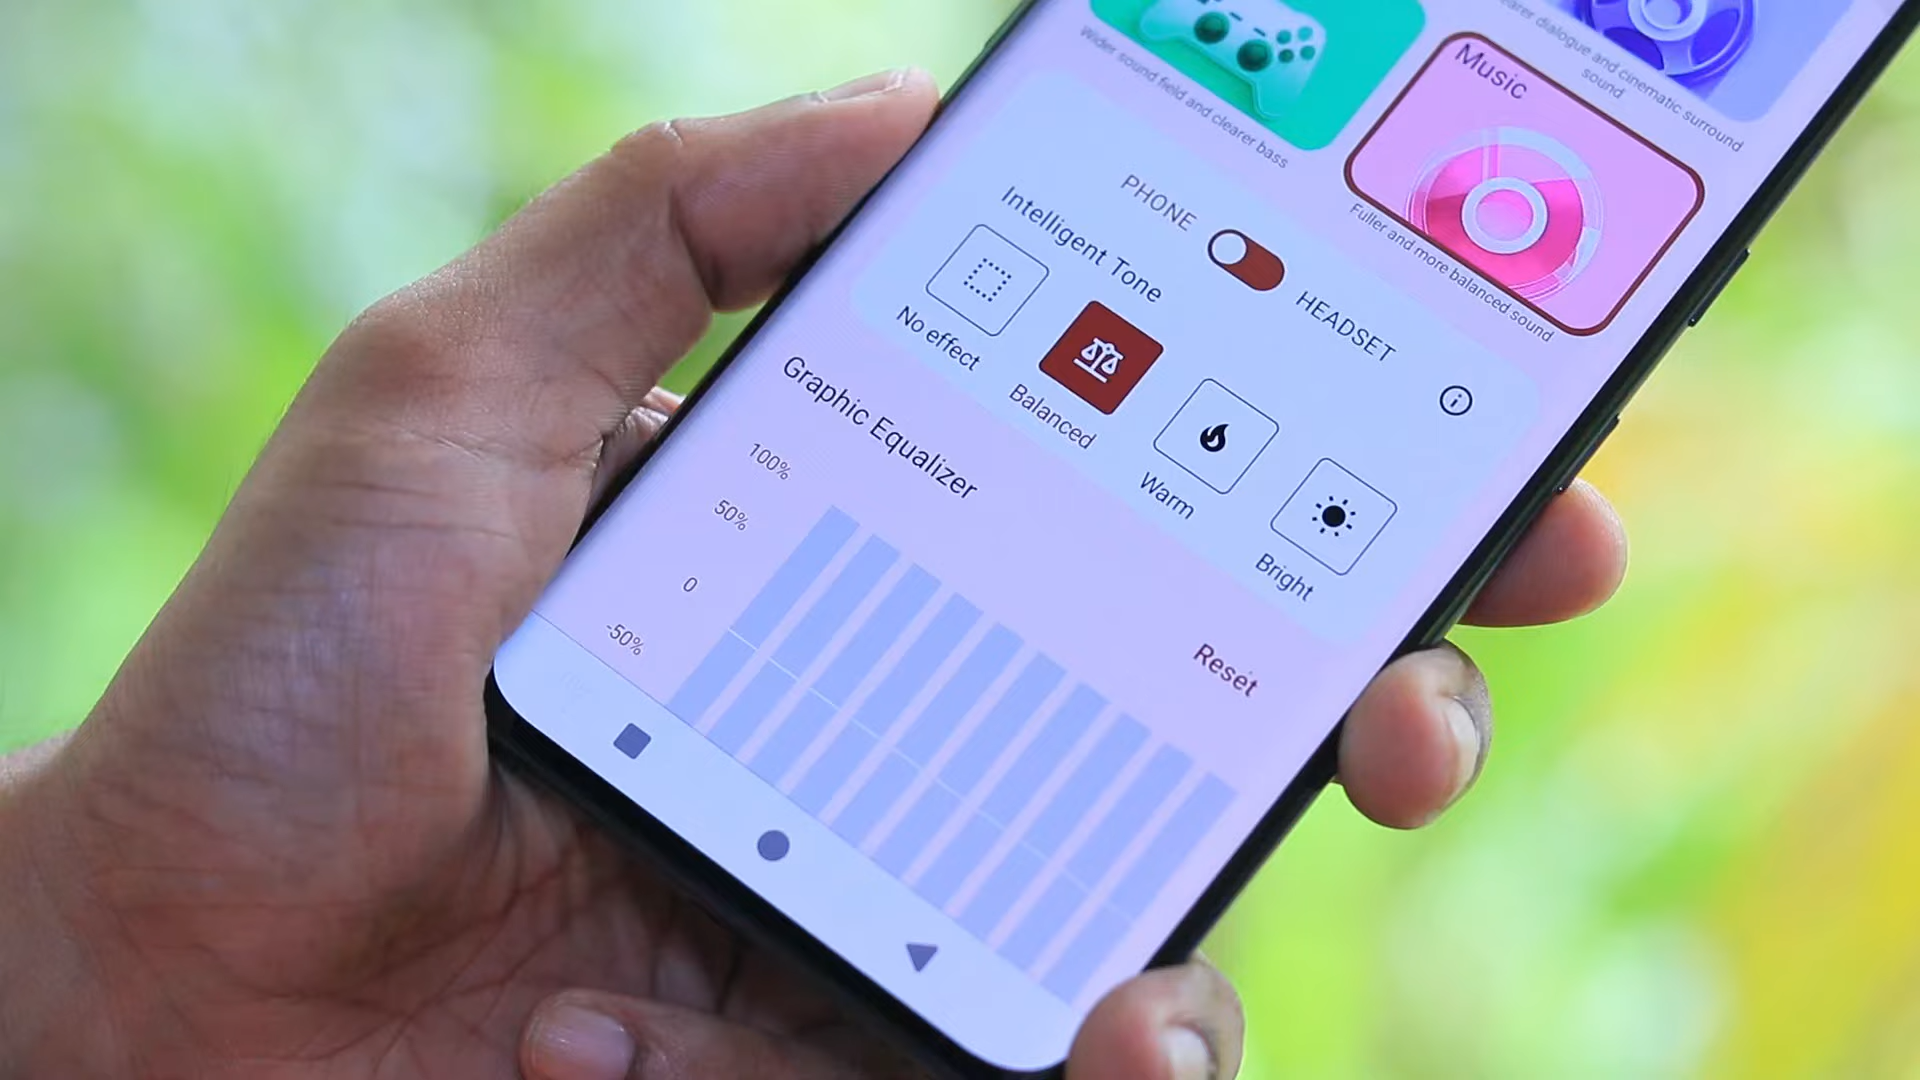 Wider sound field and clearer bass
dialogue and cinematic surround
sound
Music
Fuller and more balanced sound
PHONE
HEADSET
Intelligent Tone
No effect
Balanced
Warm
Bright
Graphic Equalizer
Reset
100%
50%
0
-50%